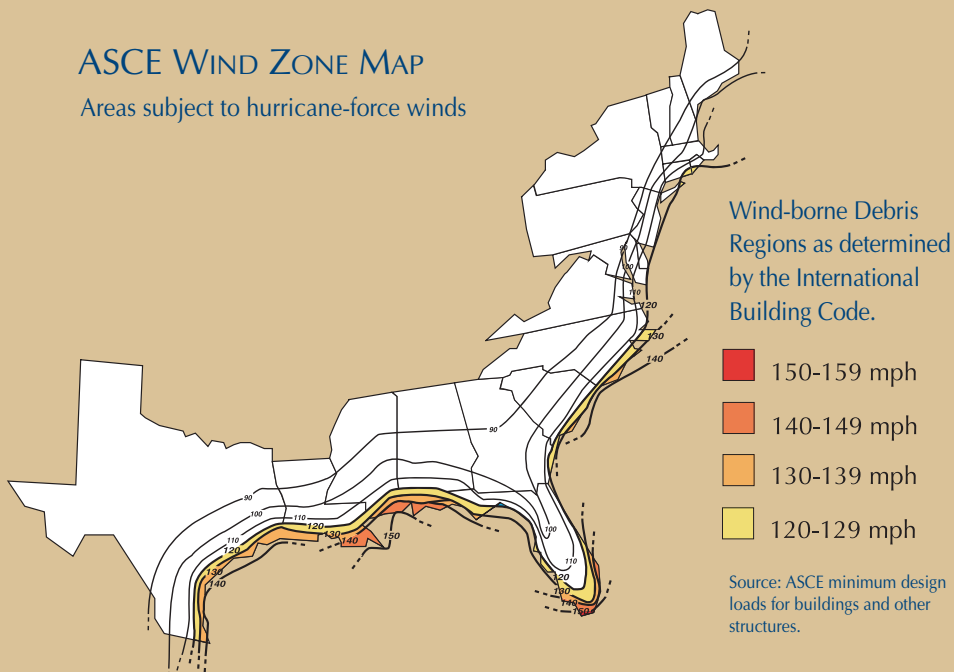 ASCE WIND ZONE MAP
Areas subject to hurricane-force winds
Wind-borne Debris
Regions as determined
by the International
Building Code.
150-159 mph
140-149 mph
130-139 mph
120-129 mph
Source: ASCE minimum design
loads for buildings and other
structures.
90
100
110
120
130
140
90
90
100
110
120
130
140
110
120
130
140
150
100
110
120
130
140
150